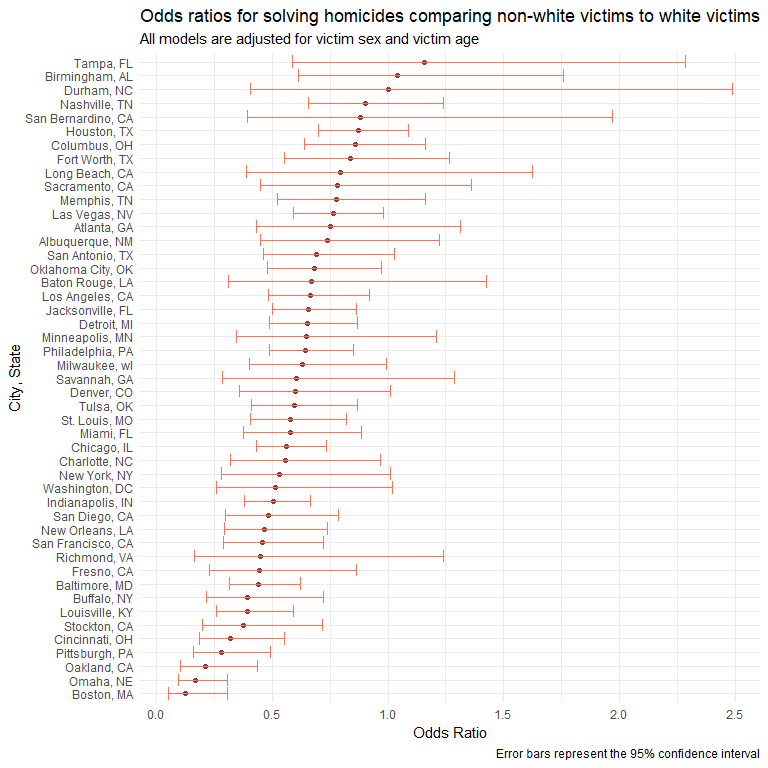 Odds ratios for solving homicides comparing non-white victims to white victims
All models are adjusted for victim sex and victim age
City, State
Tampa, FL
Birmingham, AL
Durham, NC
Nashville, TN
San Bernardino, CA
Houston, TX
Columbus, OH
Fort Worth, TX
Long Beach, CA
Sacramento, CA
Memphis, TN
Las Vegas, NV
Atlanta, GA
Albuquerque, NM
San Antonio, TX
Oklahoma City, OK
Baton Rouge, LA
Los Angeles, CA
Jacksonville, FL
Detroit, MI
Minneapolis, MN
Philadelphia, PA
Milwaukee, wI
Savannah, GA
Denver, CO
Tulsa, OK
St. Louis, MO
Miami, FL
Chicago, IL
Charlotte, NC
New York, NY
Washington, DC
Indianapolis, IN
San Diego, CA
New Orleans, LA
San Francisco, CA
Richmond, VA
Fresno, CA
Baltimore, MD
Buffalo, NY
Louisville, KY
Stockton, CA
Cincinnati, OH
Pittsburgh, PA
Oakland, CA
Omaha, NE
Boston, MA
0.0 0.5 1.0 1.5 2.0 2.5
Odds Ratio
Error bars represent the 95% confidence interval